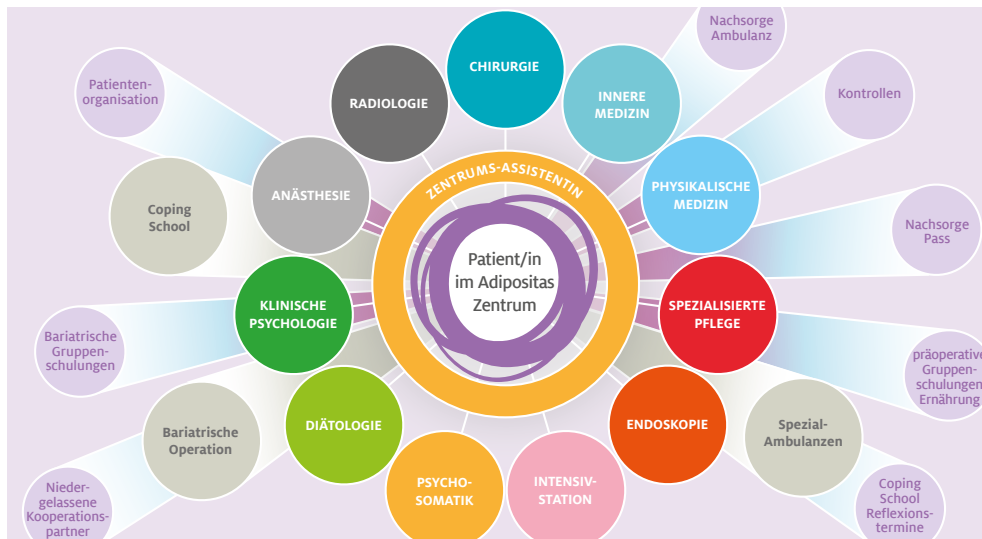 Nachsorge
Ambulanz
CHIRURGIE
Patienten-
organisation
RADIOLOGIE
INNERE
MEDIZIN
Kontrollen
ZENTRUMS-ASSISTENTIN
ANÄSTHESIE
PHYSIKALISCHE
MEDIZIN
Coping
School
Nachsorge
Pass
Patient/in
im Adipositas
Zentrum
KLINISCHE
PSYCHOLOGIE
SPEZIALISIERTE
PFLEGE
Bariatrische
Gruppen-
schulungen
präoperative
Gruppen-
schulungen
Ernährung
Bariatrische
Operation
DIÄTOLOGIE
ENDOSKOPIE
Spezial-
Ambulanzen
PSYCHO-
SOMATIK
INTENSIV-
STATION
Nieder-
gelassene
Kooperations-
partner
Coping
School
Reflexions-
termine